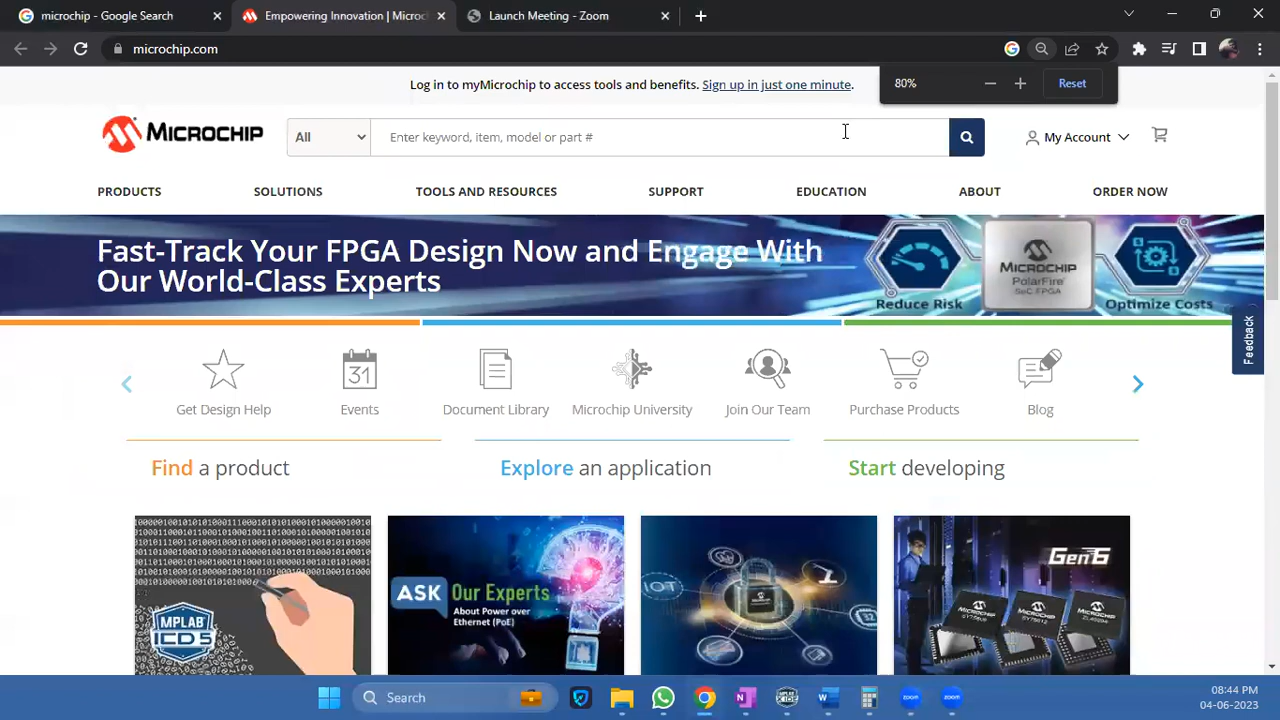 microchip - Google Search
Empowering Innovation | Microc
Launch Meeting - Zoom
microchip.com
Log in to myMicrochip to access tools and benefits. Sign up in just one minute.
80%
Reset
MICROCHIP
All
Enter keyword, item, model or part #
My Account
PRODUCTS
SOLUTIONS
TOOLS AND RESOURCES
SUPPORT
EDUCATION
ABOUT
ORDER NOW
Fast-Track Your FPGA Design Now and Engage With
Our World-Class Experts
MICROCHIP
PolarFire
SoC FPGA
Reduce Risk
Optimize Costs
Feedback
31
Get Design Help
Events
Document Library
Microchip University
Join Our Team
Purchase Products
Blog
Find a product
Explore an application
Start developing
MPLAB
ICD 5
ASK Our Experts
About Power over
Ethernet (PoE)
IoT
Gen6
MICROCHIP
MICROCHIP
MICROCHIP
Search
08:44 PM
04-06-2023